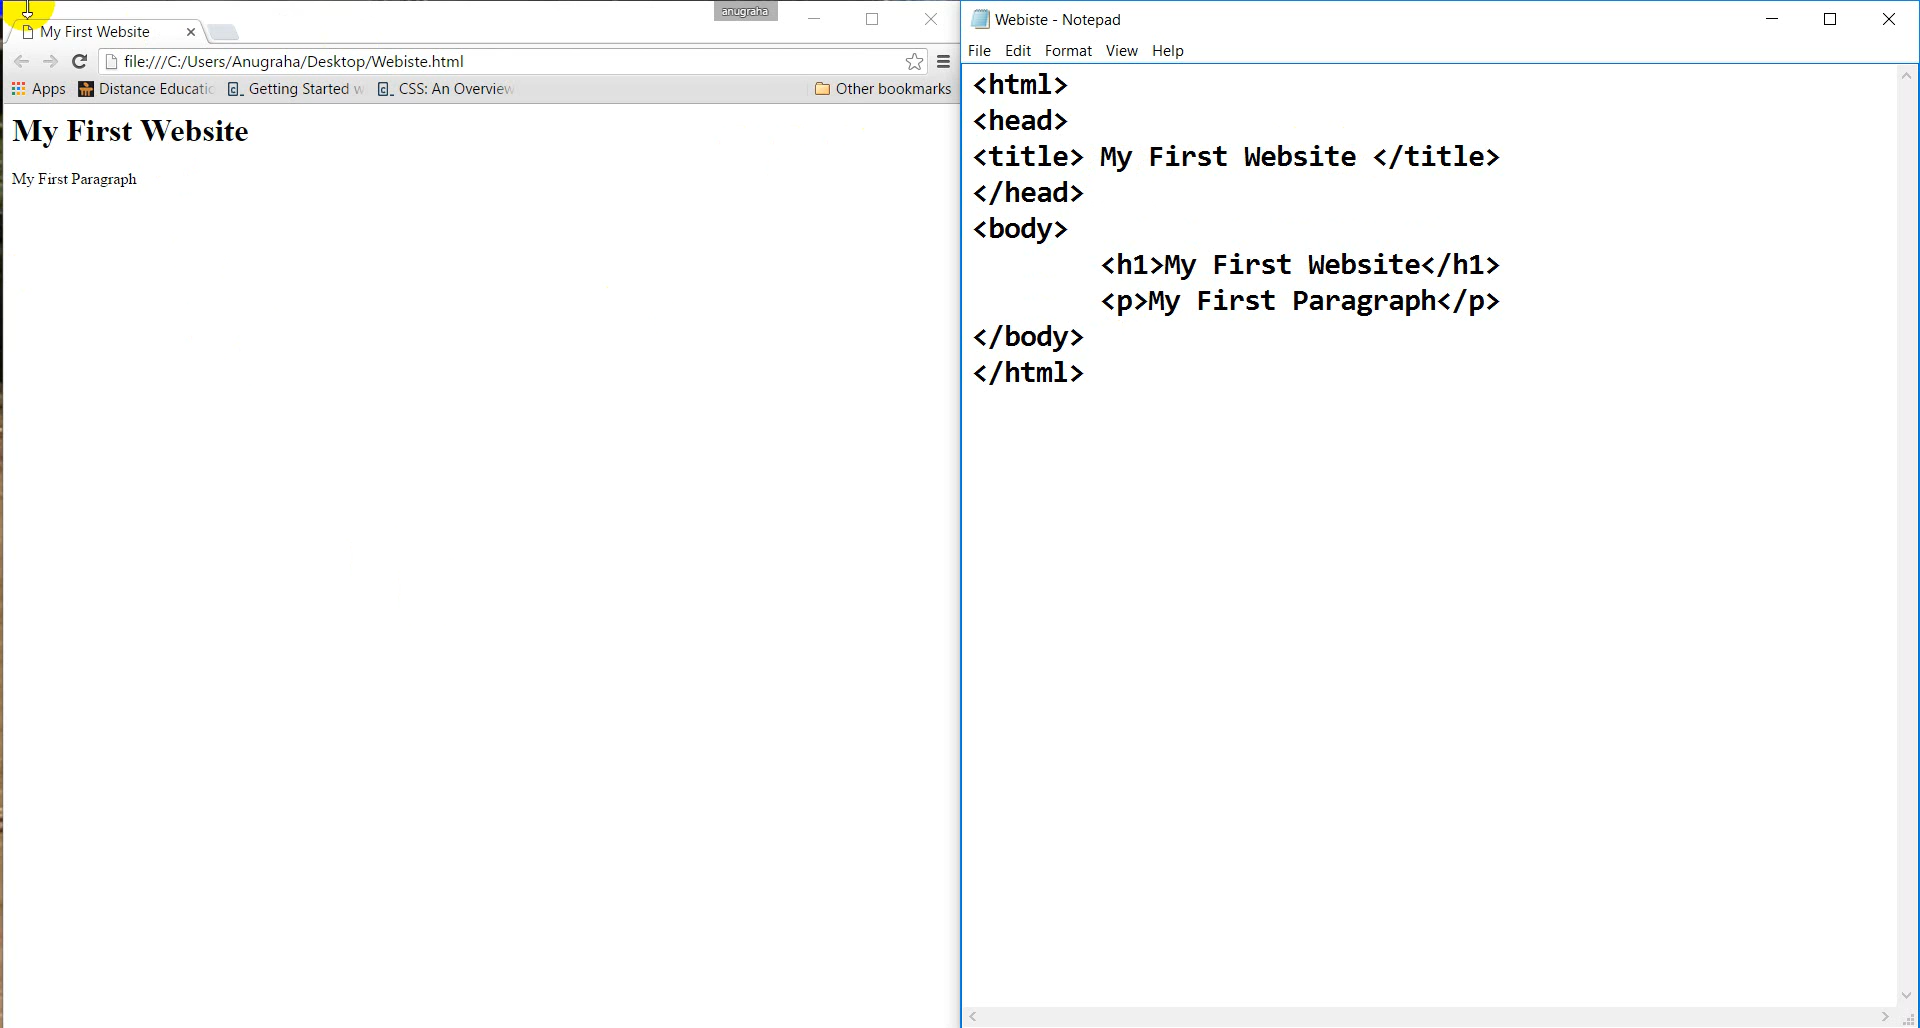 anugraha
My First Website
file:///C:/Users/Anugraha/Desktop/Webiste.html
Apps Distance Educatic Getting Started w CSS: An Overview Other bookmarks
My First Website
My First Paragraph
Webiste - Notepad
File Edit Format View Help
<html>
<head>
<title> My First Website </title>
</head>
<body>
<h1>My First Website</h1>
<p>My First Paragraph</p>
</body>
</html>